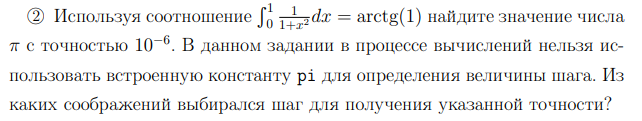 ② Используя соотношение $\int_0^1 \frac{1}{1+x^2}dx = \mathrm{arctg}(1)$ найдите значение числа
$\pi$ с точностью $10^{-6}$. В данном задании в процессе вычислений нельзя ис-
пользовать встроенную константу pi для определения величины шага. Из
каких соображений выбирался шаг для получения указанной точности?